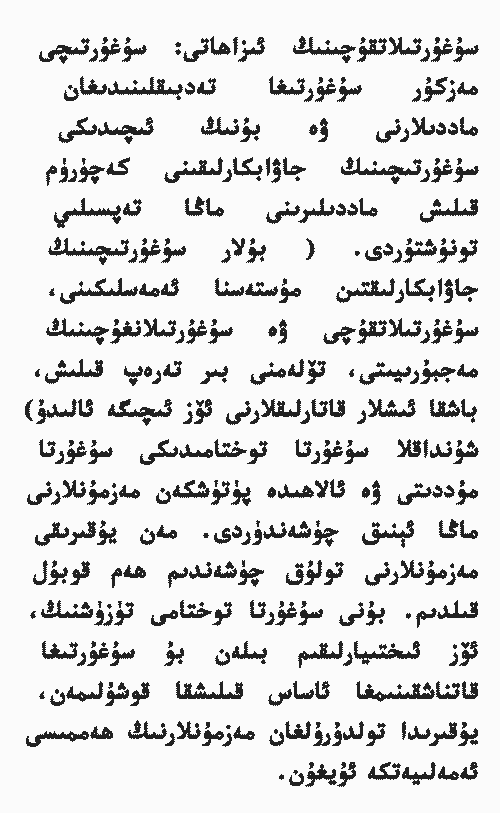 سۇغۇرتىلاتقۇچىنىڭ ئىزاھاتى: سۇغۇرتىچى
مەزكۇر سۇغۇرتىغا تەدبىقلىنىدىغان
ماددىلارنى ۋە بۇنىڭ ئىچىدىكى
سۇغۇرتىچىنىڭ جاۋابكارلىقىنى كەچۈرۈم
قىلىش ماددىلىرىنى ماڭا تەپسىلىي
تونۇشتۇردى. ( بۇلار سۇغۇرتىچىنىڭ
جاۋابكارلىقتىن مۇستەسنا ئەمەسلىكىنى،
سۇغۇرتىلاتقۇچى ۋە سۇغۇرتىلانغۇچىنىڭ
مەجبۇرىيىتى، تۆلەمنى بىر تەرەپ قىلىش،
باشقا ئىشلار قاتارلىقلارنى ئۆز ئىچىگە ئالىدۇ)
شۇنداقلا سۇغۇرتا توختامىدىكى سۇغۇرتا
مۇددىتى ۋە ئالاھىدە پۈتۈشكەن مەزمۇنلارنى
ماڭا ئېنىق چۈشەندۈردى. مەن يۇقىرىقى
مەزمۇنلارنى تولۇق چۈشەندىم ھەم قوبۇل
قىلدىم. بۇنى سۇغۇرتا توختامى تۈزۈشنىڭ،
ئۆز ئىختىيارلىقىم بىلەن بۇ سۇغۇرتىغا
قاتناشقىنىمغا ئاساس قىلىشقا قوشۇلىمەن،
يۇقىرىدا تولدۇرۇلغان مەزمۇنلارنىڭ ھەممىسى
ئەمەلىيەتكە ئۇيغۇن.